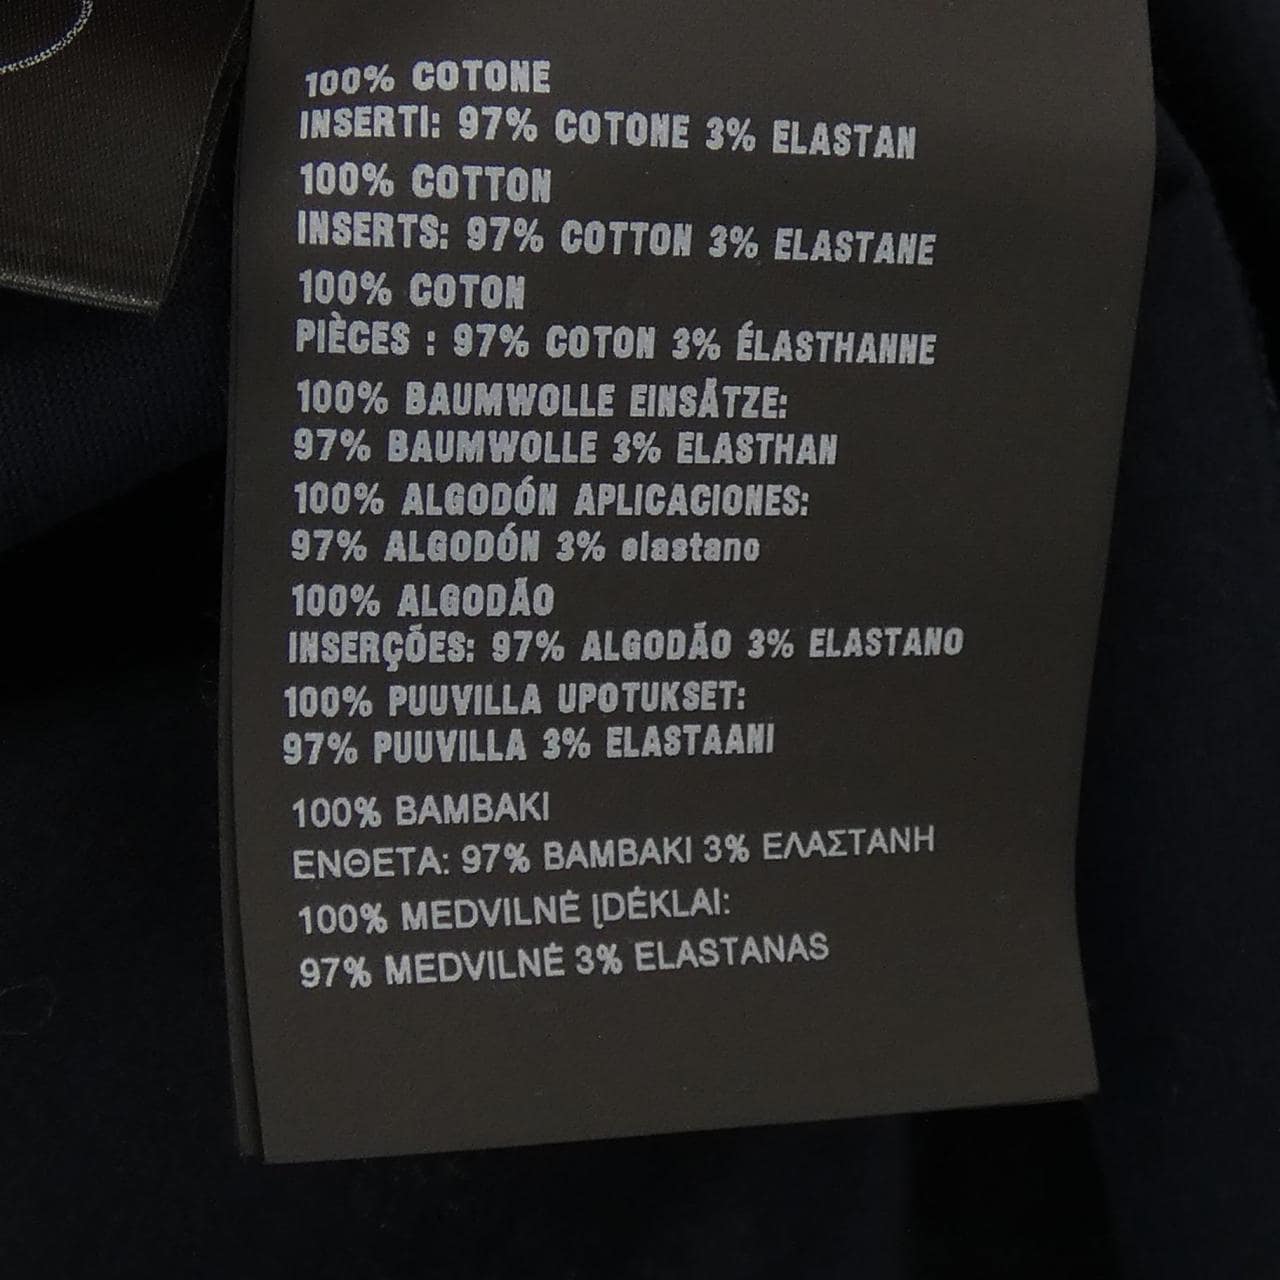 100% COTONE
INSERTI: 97% COTONE 3% ELASTAN
100% COTTON
INSERTS: 97% COTTON 3% ELASTANE
100% COTON
PIÈCES : 97% COTON 3% ÉLASTHANNE
100% BAUMWOLLE EINSÄTZE:
97% BAUMWOLLE 3% ELASTHAN
100% ALGODÓN APLICACIONES:
97% ALGODÓN 3% elastano
100% ALGODÃO
INSERÇÕES: 97% ALGODÃO 3% ELASTANO
100% PUUVILLA UPOTUKSET:
97% PUUVILLA 3% ELASTAANI
100% ΒΑΜΒΑΚΙ
ΕΝΘΕΤΑ: 97% ΒΑΜΒΑΚΙ 3% ΕΛΑΣΤΑΝΗ
100% MEDVILNĖ ĮDĖKLAI:
97% MEDVILNĖ 3% ELASTANAS